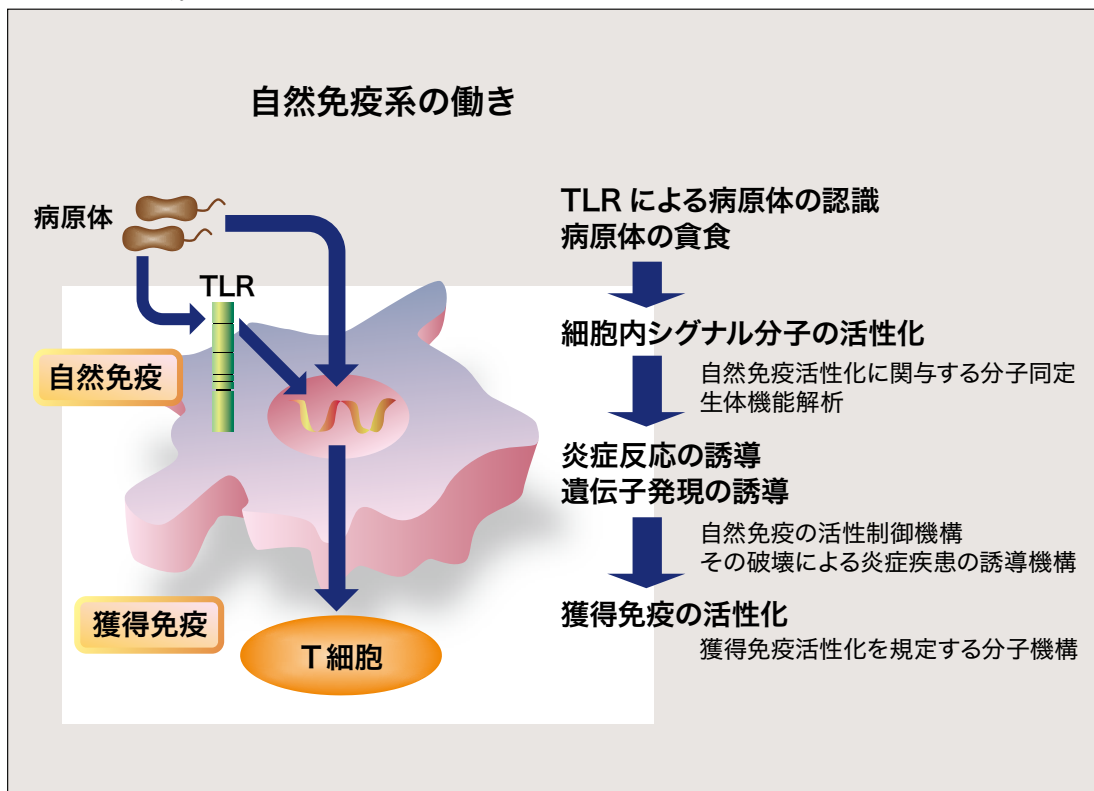 自然免疫系の働き
病原体
TLR
自然免疫
獲得免疫
T細胞
TLR による病原体の認識
病原体の貪食
細胞内シグナル分子の活性化
自然免疫活性化に関与する分子同定
生体機能解析
炎症反応の誘導
遺伝子発現の誘導
自然免疫の活性制御機構
その破壊による炎症疾患の誘導機構
獲得免疫の活性化
獲得免疫活性化を規定する分子機構